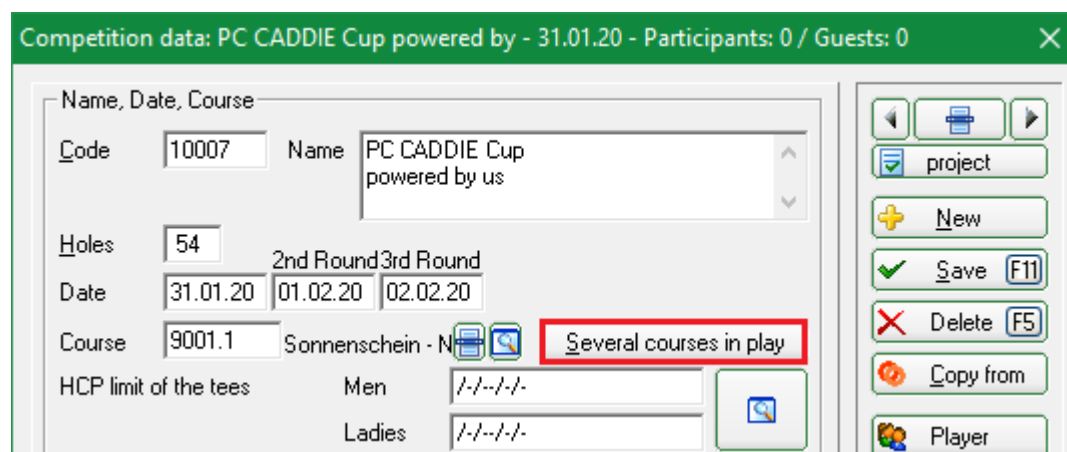 Competition data: PC CADDIE Cup powered by - 31.01.20 - Participants: 0 / Guests: 0
Name, Date, Course
Code 10007 Name PC CADDIE Cup
powered by us
Holes 54
2nd Round 3rd Round
Date 31.01.20 01.02.20 02.02.20
Course 9001.1 Sonnenschein - N Several courses in play
HCP limit of the tees Men /-/--/-/-
Ladies /-/--/-/-
project
New
Save F11
Delete F5
Copy from
Player